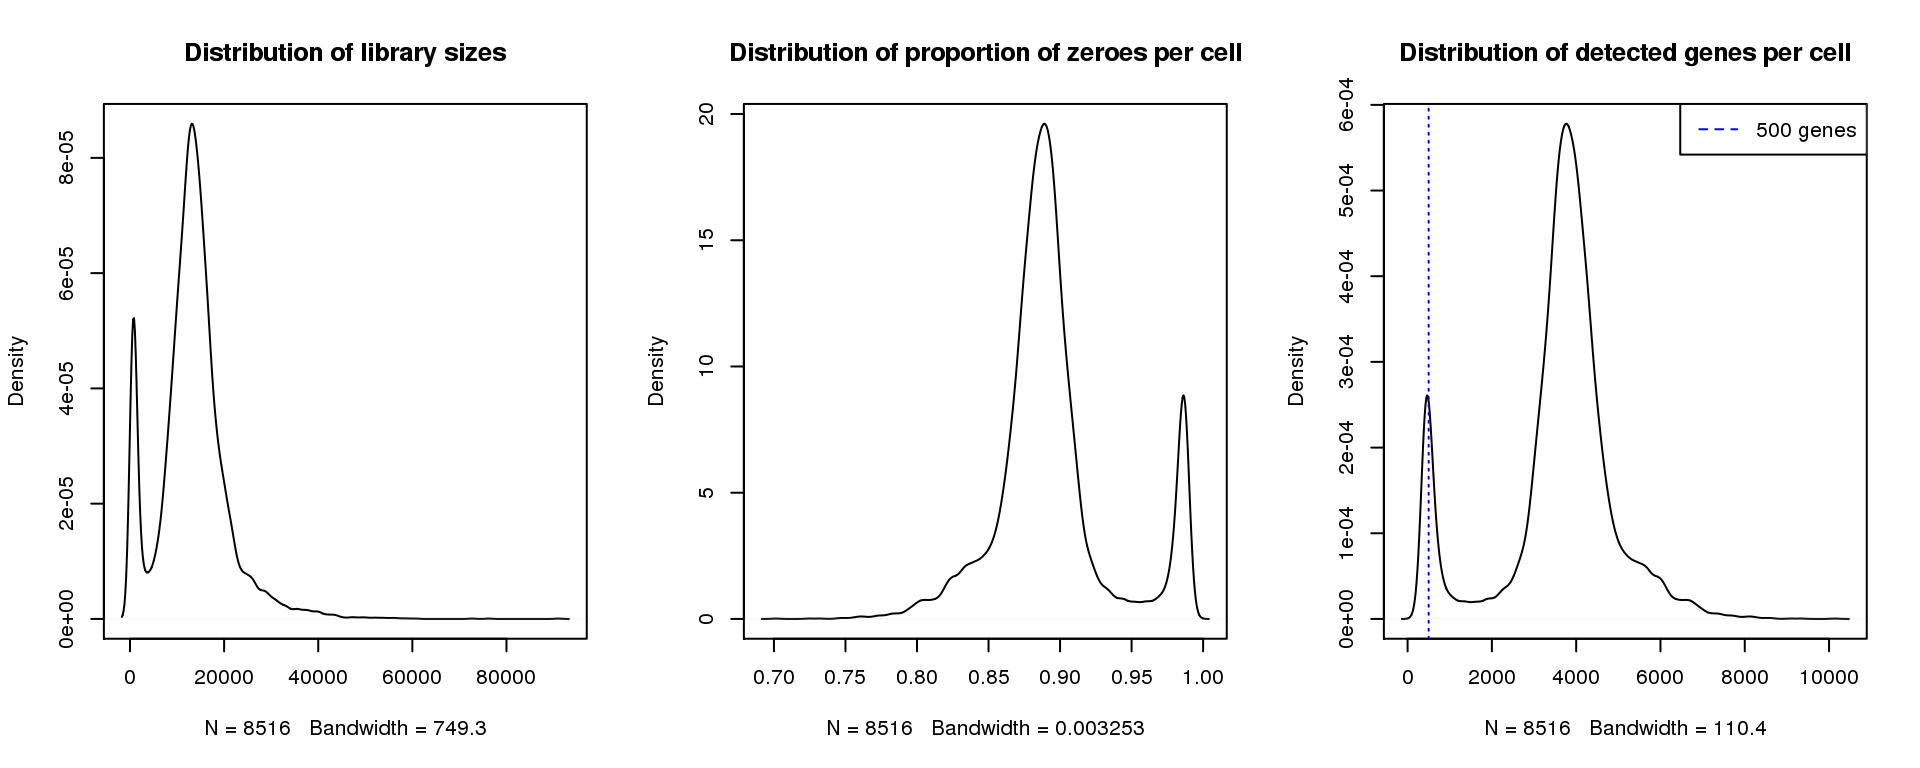 Distribution of library sizes
Density
0e+00 2e-05 4e-05 6e-05 8e-05
0 20000 40000 60000 80000
N = 8516 Bandwidth = 749.3
Distribution of proportion of zeroes per cell
Density
0 5 10 15 20
0.70 0.75 0.80 0.85 0.90 0.95 1.00
N = 8516 Bandwidth = 0.003253
Distribution of detected genes per cell
Density
0e+00 1e-04 2e-04 3e-04 4e-04 5e-04 6e-04
500 genes
0 2000 4000 6000 8000 10000
N = 8516 Bandwidth = 110.4